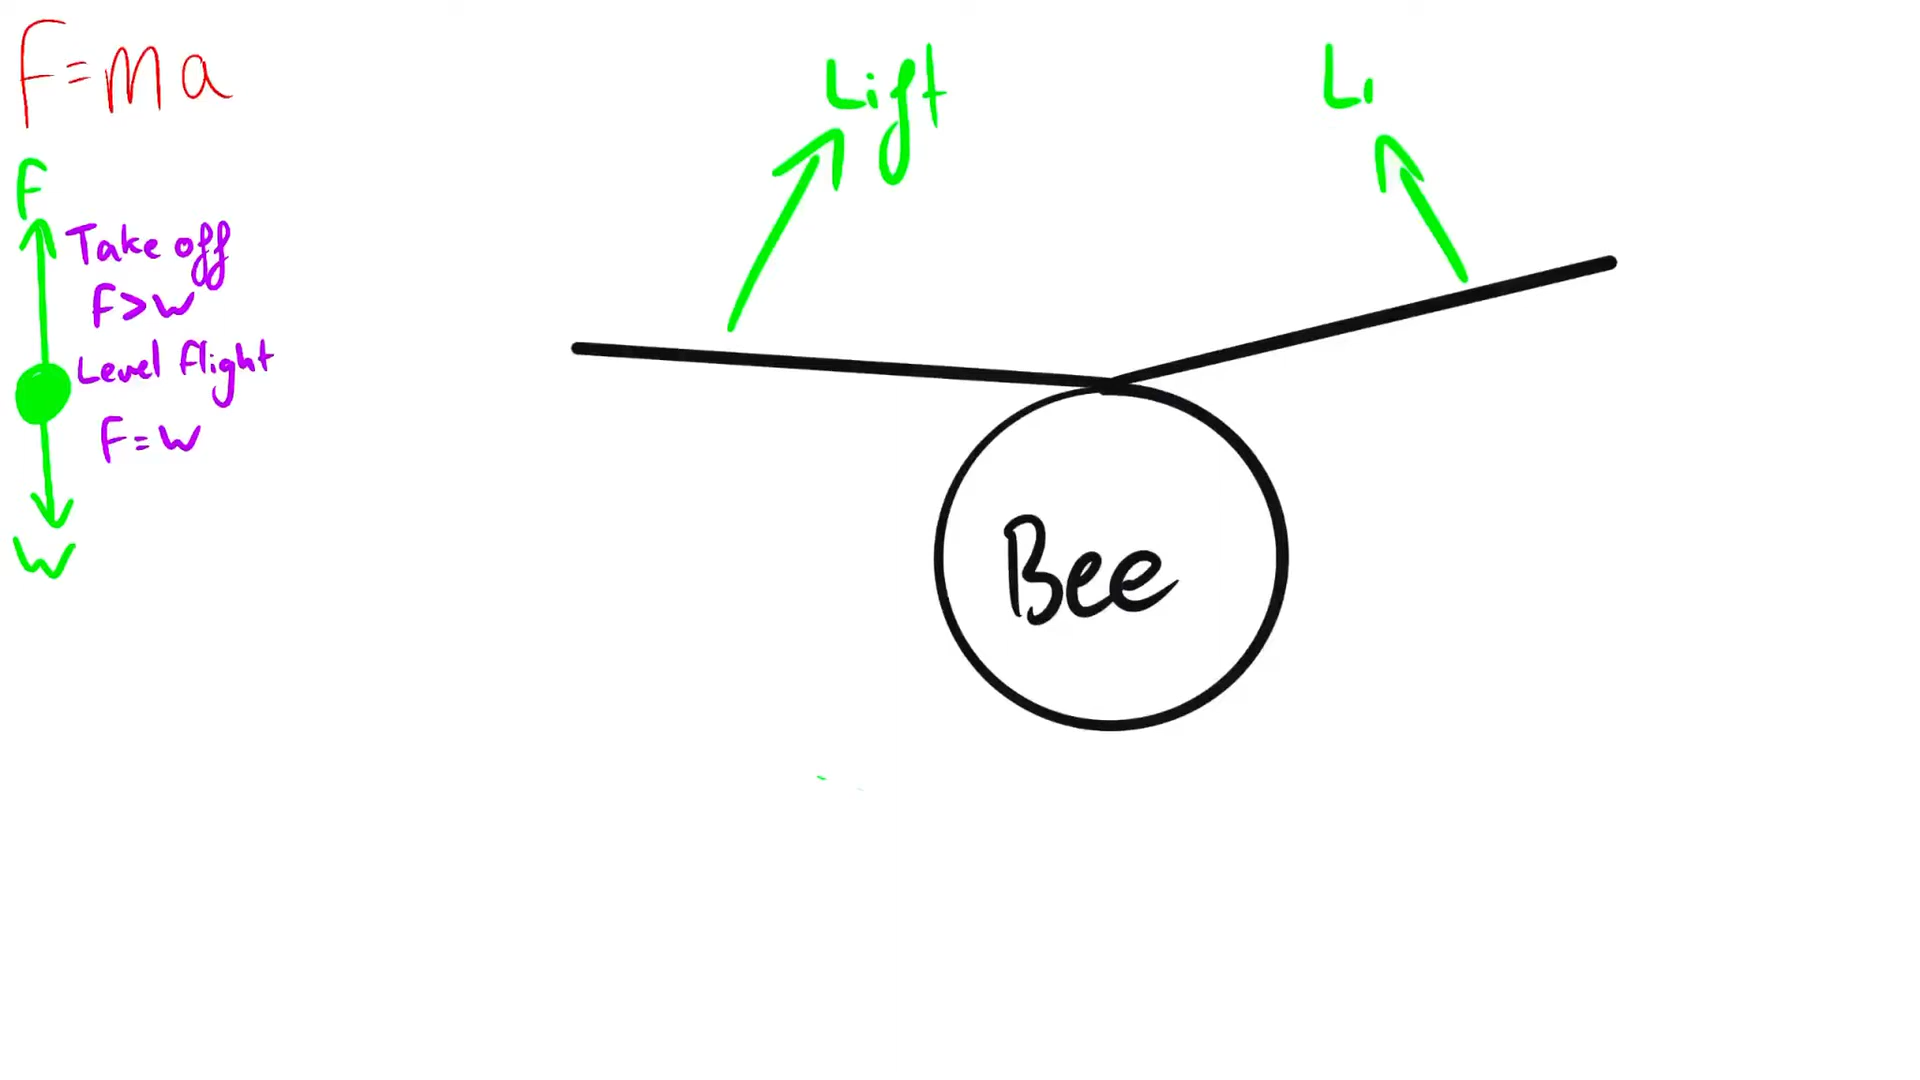 F=ma
F
Take off
F>W
Level flight
F=W
W
Lift
Li
Bee